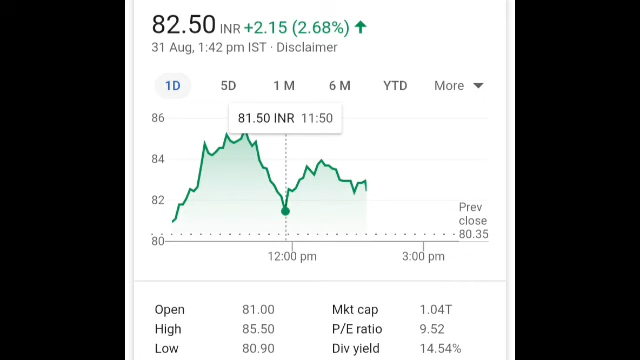 82.50 INR +2.15 (2.68%)
31 Aug, 1:42 pm IST · Disclaimer
1D 5D 1 M 6 M YTD More
81.50 INR 11:50
86
84
82
80
Prev
close
80.35
12:00 pm 3:00 pm
Open 81.00 Mkt cap 1.04T
High 85.50 P/E ratio 9.52
Low 80.90 Div yield 14.54%